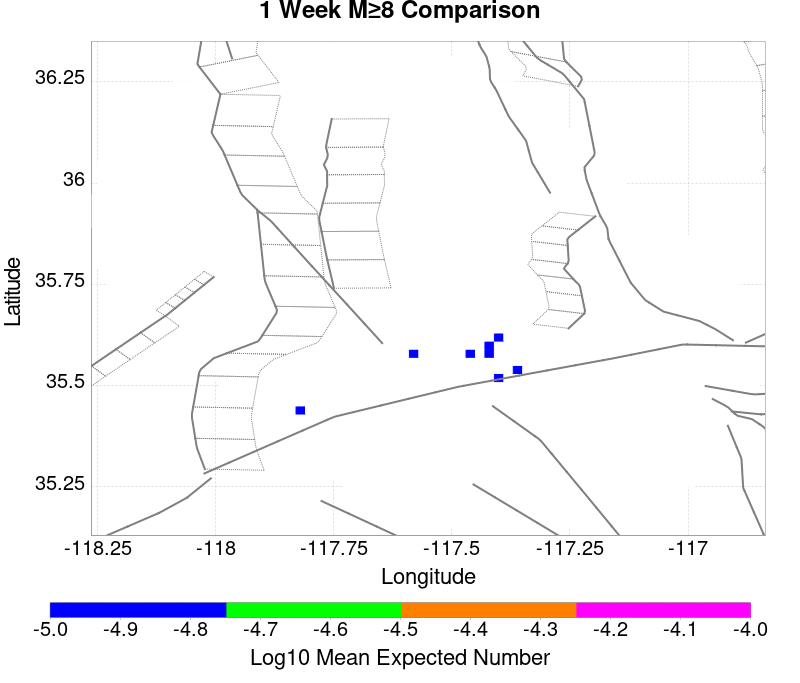 1 Week M≥8 Comparison
36.25
36
35.75
35.5
35.25
Latitude
-118.25 -118 -117.75 -117.5 -117.25 -117
Longitude
-5.0 -4.9 -4.8 -4.7 -4.6 -4.5 -4.4 -4.3 -4.2 -4.1 -4.0
Log10 Mean Expected Number